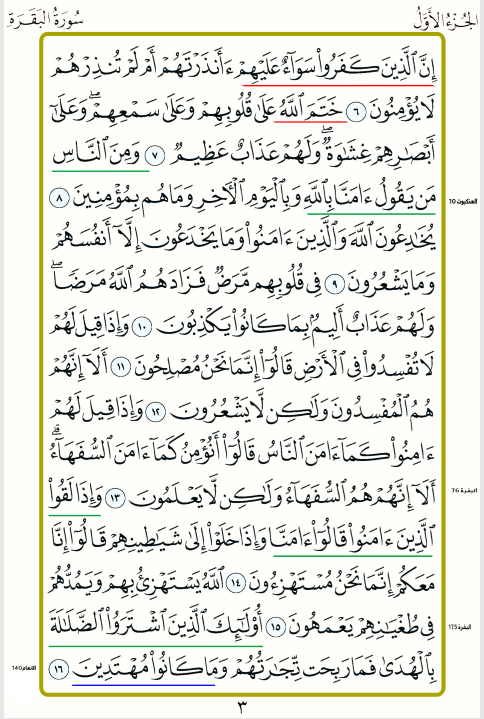 الجُزْءُ الأَوَّلُ
سُورَةُ البَقَرَةِ
إِنَّ ٱلَّذِينَ كَفَرُوا۟ سَوَآءٌ عَلَيْهِمْ ءَأَنذَرْتَهُمْ أَمْ لَمْ تُنذِرْهُمْ
لَا يُؤْمِنُونَ ٦ خَتَمَ ٱللَّهُ عَلَىٰ قُلُوبِهِمْ وَعَلَىٰ سَمْعِهِمْ ۖ وَعَلَىٰٓ
أَبْصَٰرِهِمْ غِشَٰوَةٌ ۖ وَلَهُمْ عَذَابٌ عَظِيمٌ ٧ وَمِنَ ٱلنَّاسِ
مَن يَقُولُ ءَامَنَّا بِٱللَّهِ وَبِٱلْيَوْمِ ٱلْءَاخِرِ وَمَا هُم بِمُؤْمِنِينَ ٨
العنكبوت 10
يُخَٰدِعُونَ ٱللَّهَ وَٱلَّذِينَ ءَامَنُوا۟ وَمَا يَخْدَعُونَ إِلَّآ أَنفُسَهُمْ
وَمَا يَشْعُرُونَ ٩ فِى قُلُوبِهِم مَّرَضٌ فَزَادَهُمُ ٱللَّهُ مَرَضًا ۖ
وَلَهُمْ عَذَابٌ أَلِيمٌۢ بِمَا كَانُوا۟ يَكْذِبُونَ ١٠ وَإِذَا قِيلَ لَهُمْ
لَا تُفْسِدُوا۟ فِى ٱلْأَرْضِ قَالُوٓا۟ إِنَّمَا نَحْنُ مُصْلِحُونَ ١١ أَلَآ إِنَّهُمْ
هُمُ ٱلْمُفْسِدُونَ وَلَٰكِن لَّا يَشْعُرُونَ ١٢ وَإِذَا قِيلَ لَهُمْ
ءَامِنُوا۟ كَمَآ ءَامَنَ ٱلنَّاسُ قَالُوٓا۟ أَنُؤْمِنُ كَمَآ ءَامَنَ ٱلسُّفَهَآءُ ۗ
أَلَآ إِنَّهُمْ هُمُ ٱلسُّفَهَآءُ وَلَٰكِن لَّا يَعْلَمُونَ ١٣ وَإِذَا لَقُوا۟
البقرة 76
ٱلَّذِينَ ءَامَنُوا۟ قَالُوٓا۟ ءَامَنَّا وَإِذَا خَلَوْا۟ إِلَىٰ شَيَٰطِينِهِمْ قَالُوٓا۟ إِنَّا
مَعَكُمْ إِنَّمَا نَحْنُ مُسْتَهْزِءُونَ ١٤ ٱللَّهُ يَسْتَهْزِئُ بِهِمْ وَيَمُدُّهُمْ
فِى طُغْيَٰنِهِمْ يَعْمَهُونَ ١٥ أُو۟لَٰٓئِكَ ٱلَّذِينَ ٱشْتَرَوُا۟ ٱلضَّلَٰلَةَ
البقرة 175
بِٱلْهُدَىٰ فَمَا رَبِحَت تِّجَٰرَتُهُمْ وَمَا كَانُوا۟ مُهْتَدِينَ ١٦
الانعام 140
٣